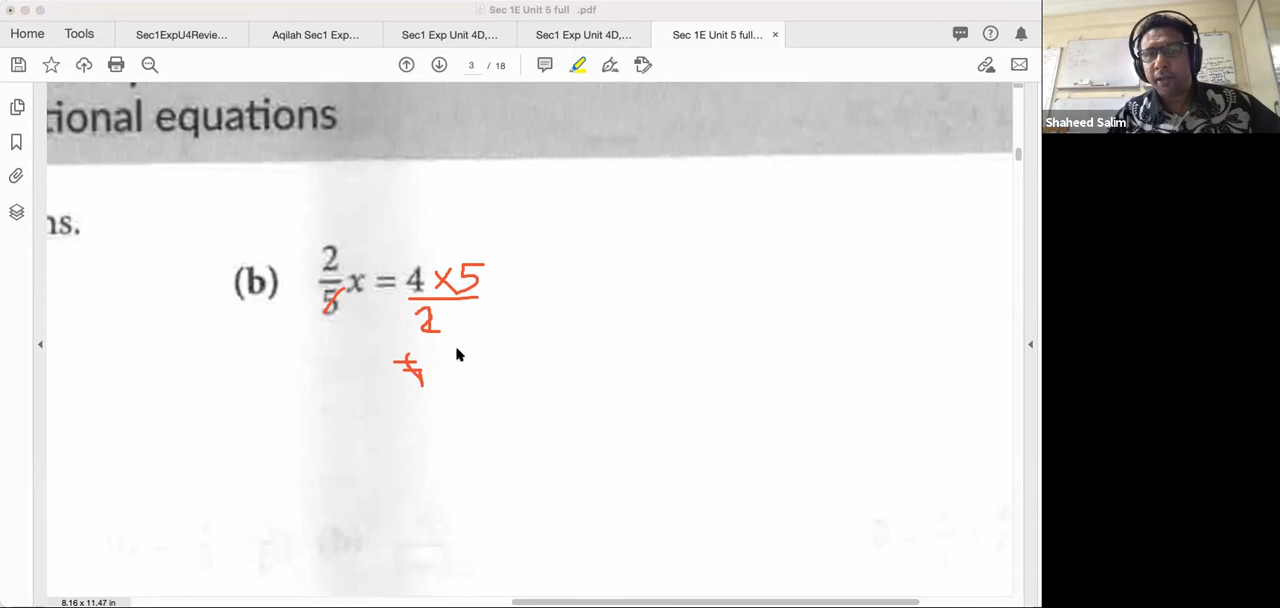 Sec 1E Unit 5 full .pdf
Home Tools Sec1ExpU4Revie... Aqilah Sec1 Exp... Sec1 Exp Unit 4D,... Sec1 Exp Unit 4D,... Sec 1E Unit 5 full... ×
3 / 18
tional equations
Shaheed Salim
ns.
(b) 2/5 x = 4 × 5
2
8.16 x 11.47 in